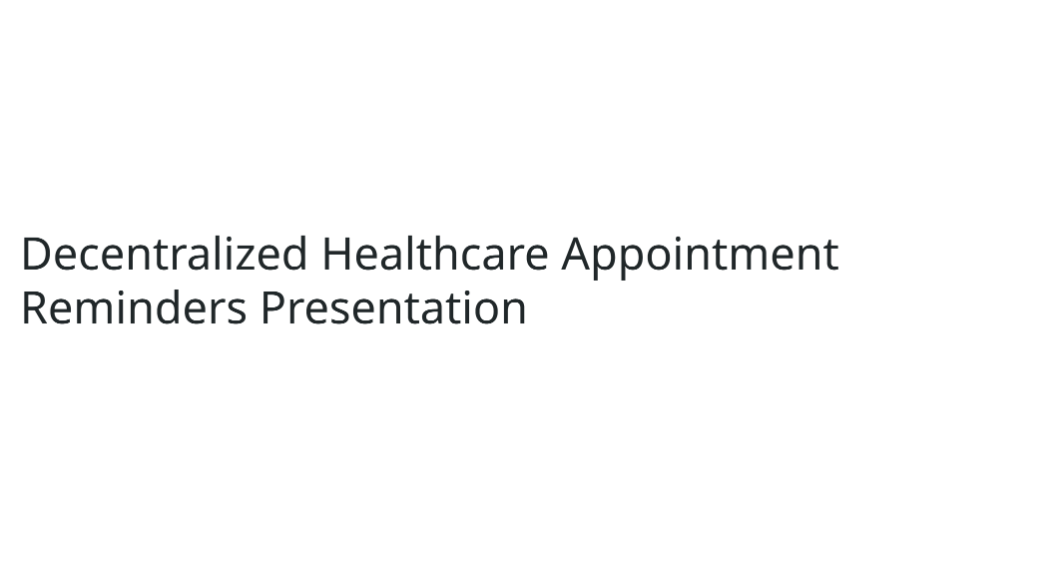 Decentralized Healthcare Appointment
Reminders Presentation